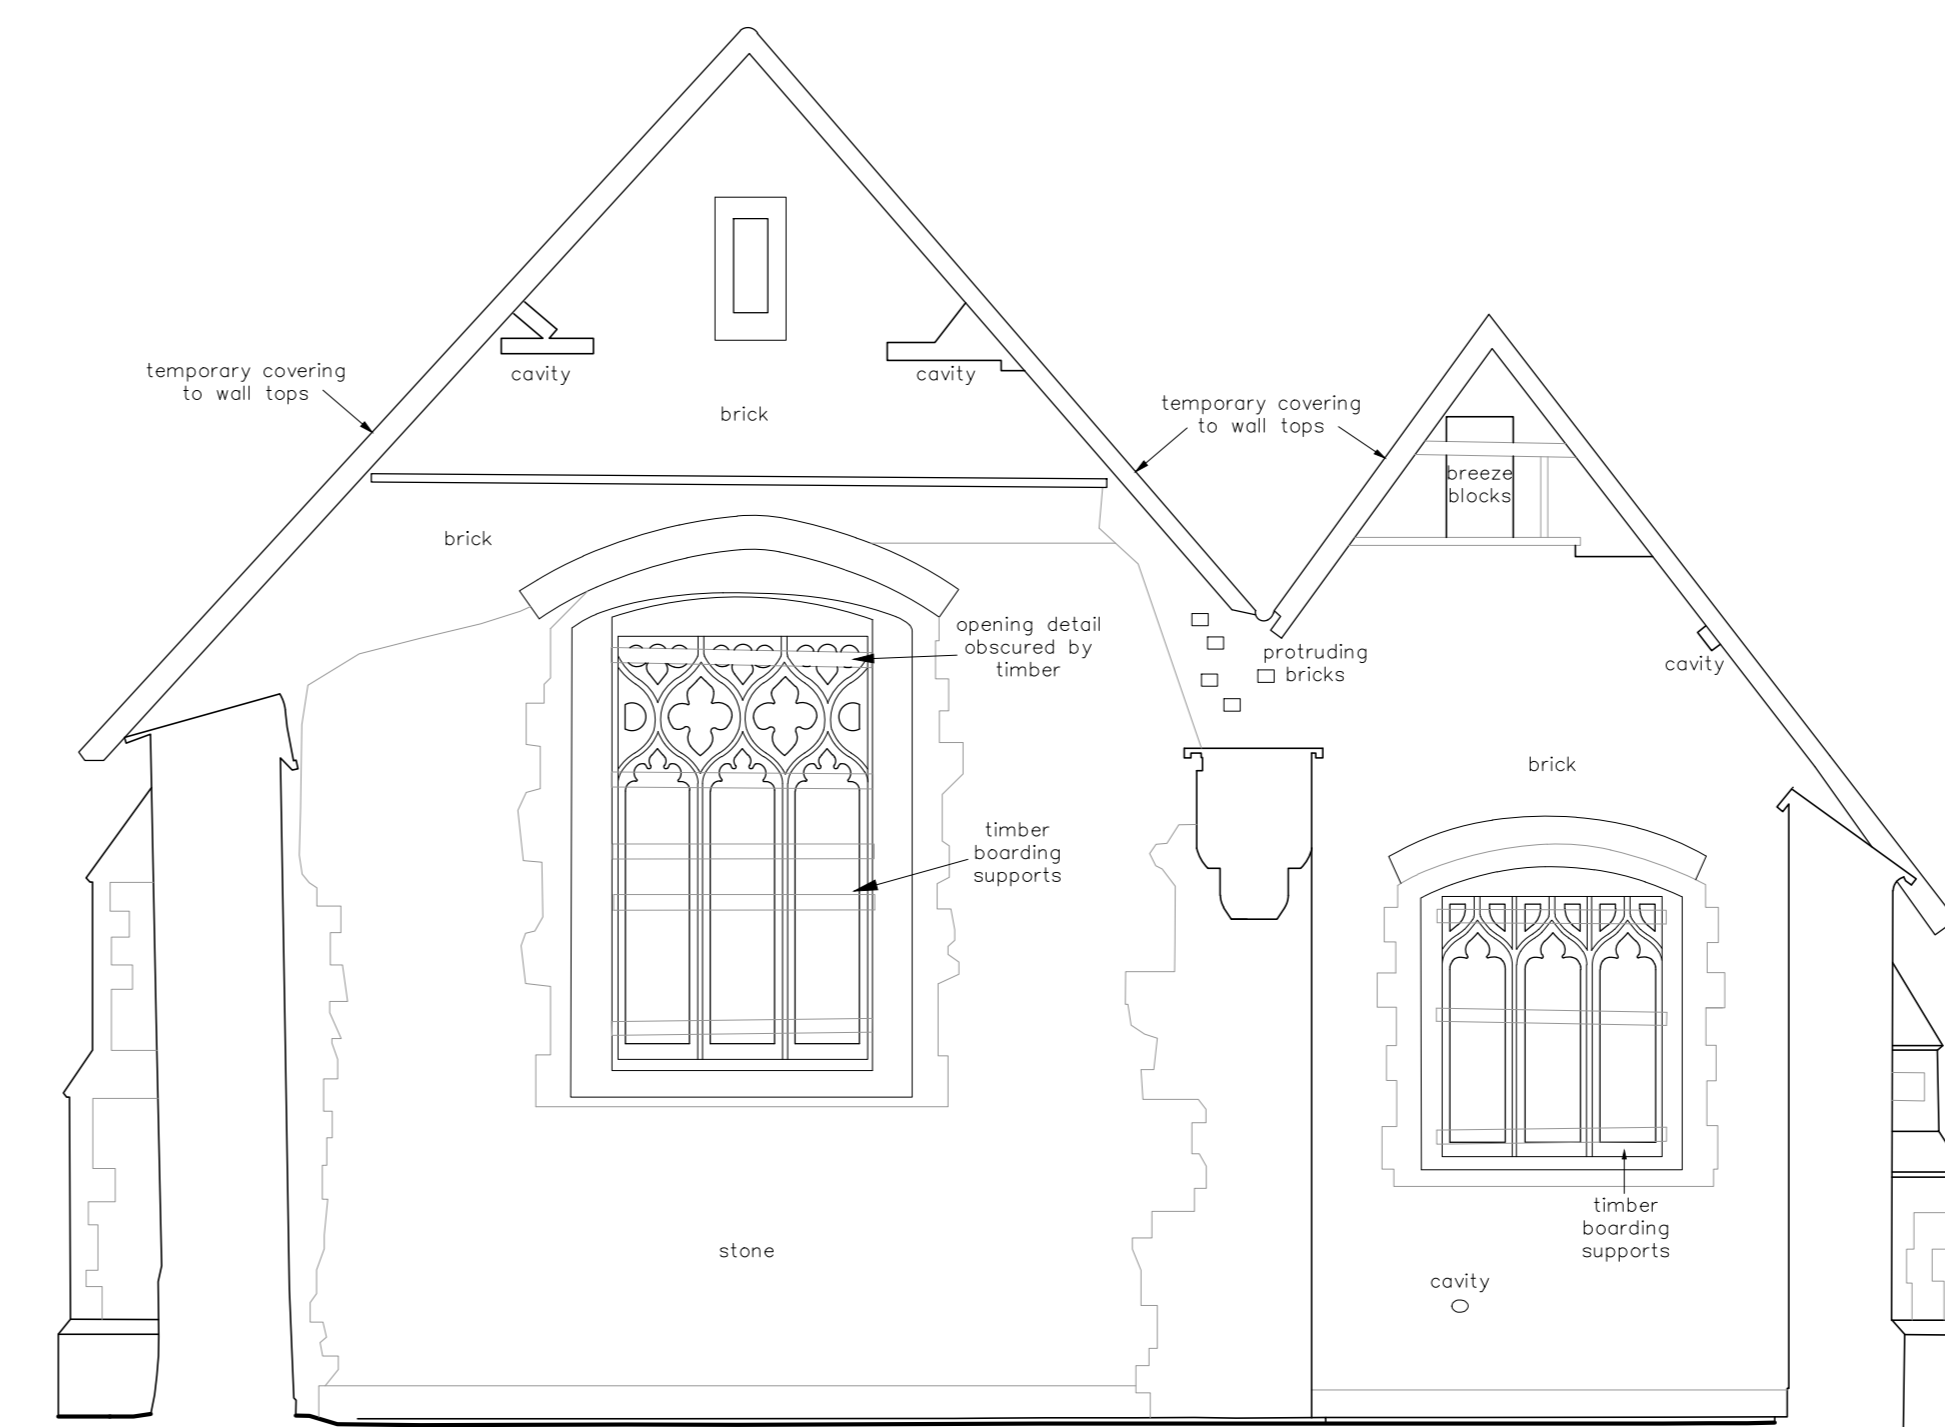 temporary covering
to wall tops
cavity
cavity
brick
temporary covering
to wall tops
breeze
blocks
brick
opening detail
obscured by
timber
protruding
bricks
cavity
brick
timber
boarding
supports
timber
boarding
supports
stone
cavity